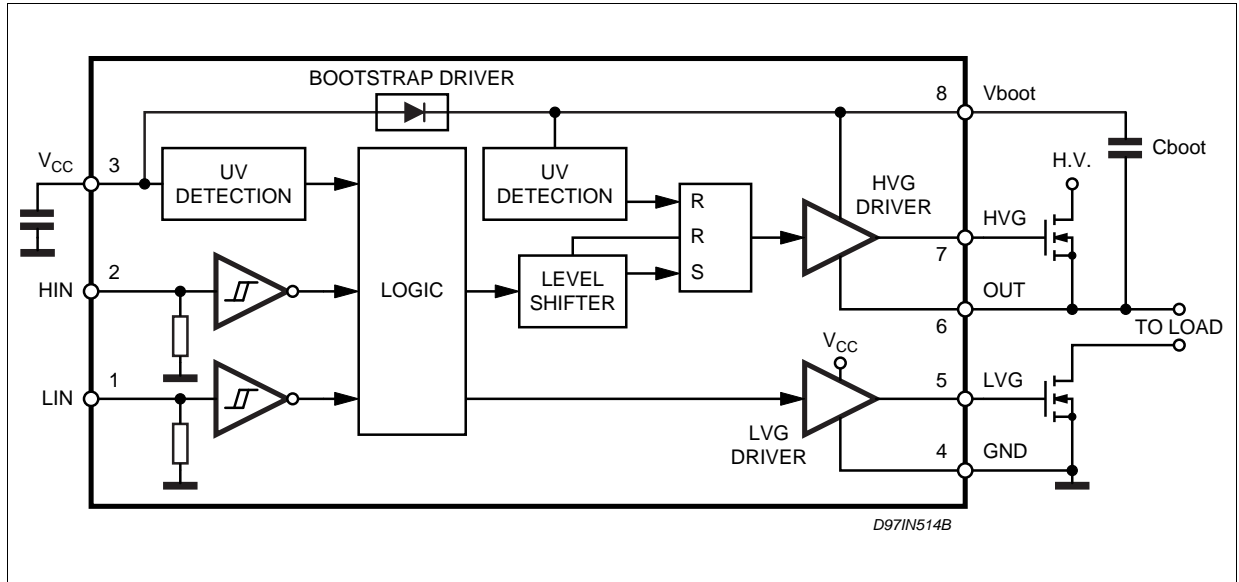 BOOTSTRAP DRIVER
8
Vboot
VCC
3
UV
DETECTION
UV
DETECTION
R
R
S
HVG
DRIVER
H.V.
Cboot
HVG
7
2
HIN
LOGIC
LEVEL
SHIFTER
OUT
6
TO LOAD
VCC
1
LIN
5
LVG
LVG
DRIVER
4
GND
D97IN514B